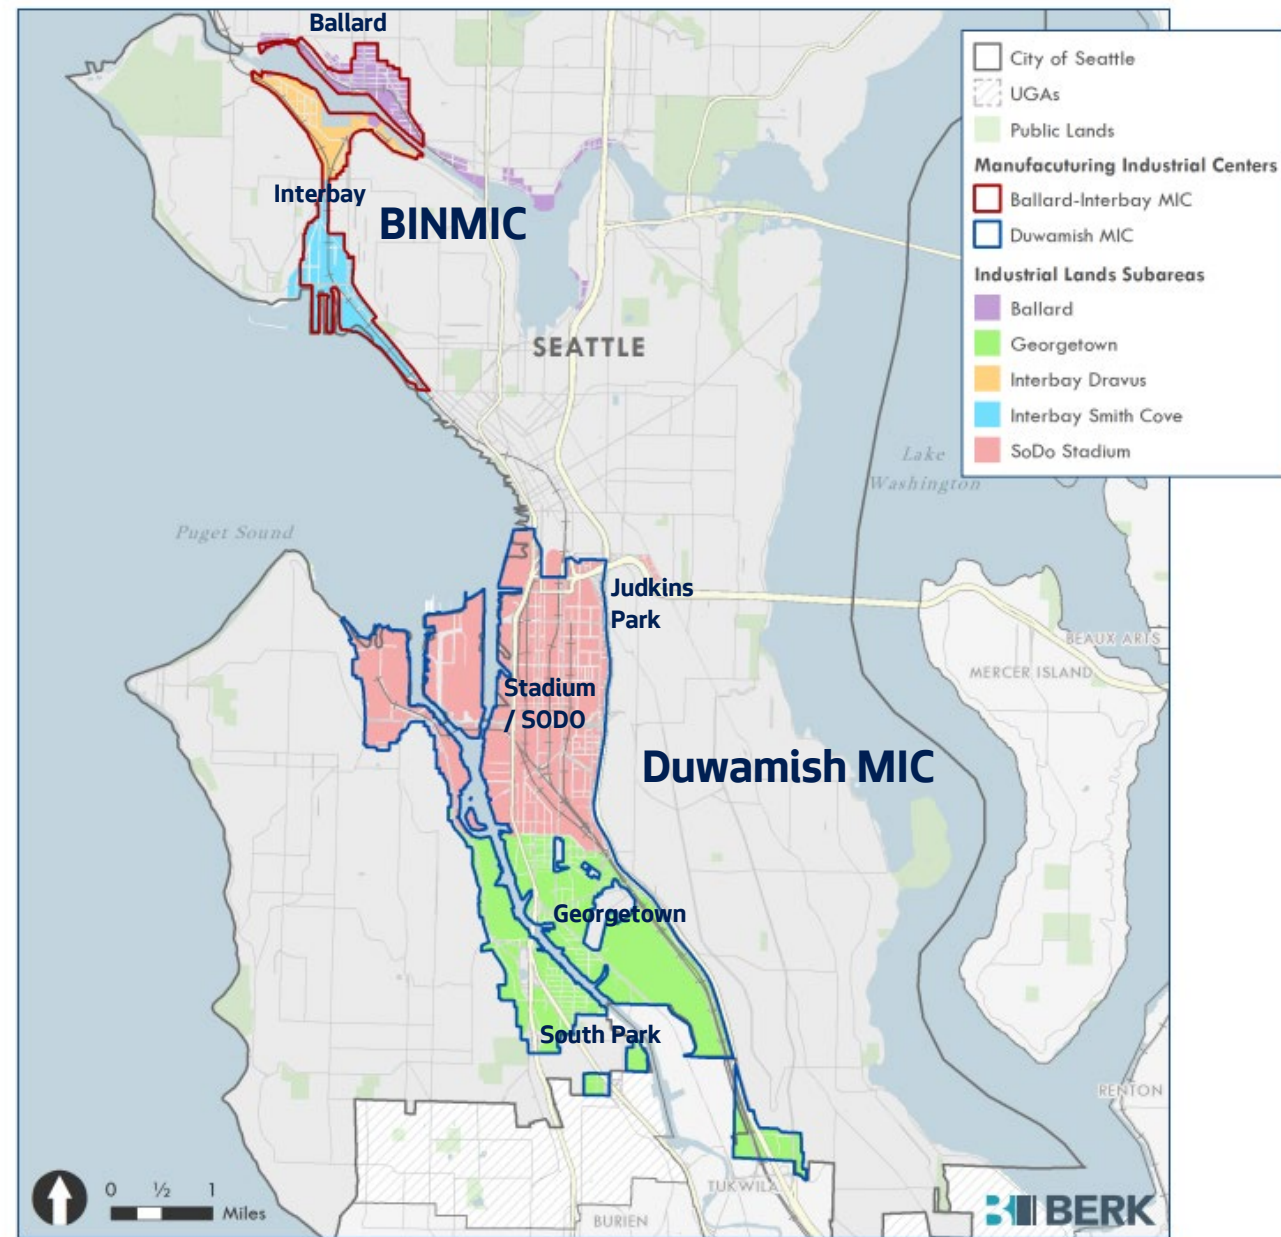 Ballard
City of Seattle
UGAs
Public Lands
Manufacuturing Industrial Centers
Ballard-Interbay MIC
Duwamish MIC
Industrial Lands Subareas
Ballard
Georgetown
Interbay Dravus
Interbay Smith Cove
SoDo Stadium
Interbay
BINMIC
SEATTLE
Lake
Washington
Puget Sound
Judkins
Park
BEAUX ARTS
MERCER ISLAND
Stadium
/ SODO
Duwamish MIC
Georgetown
South Park
RENTON
TUKWILA
BURIEN
0 ½ 1
Miles
BERK